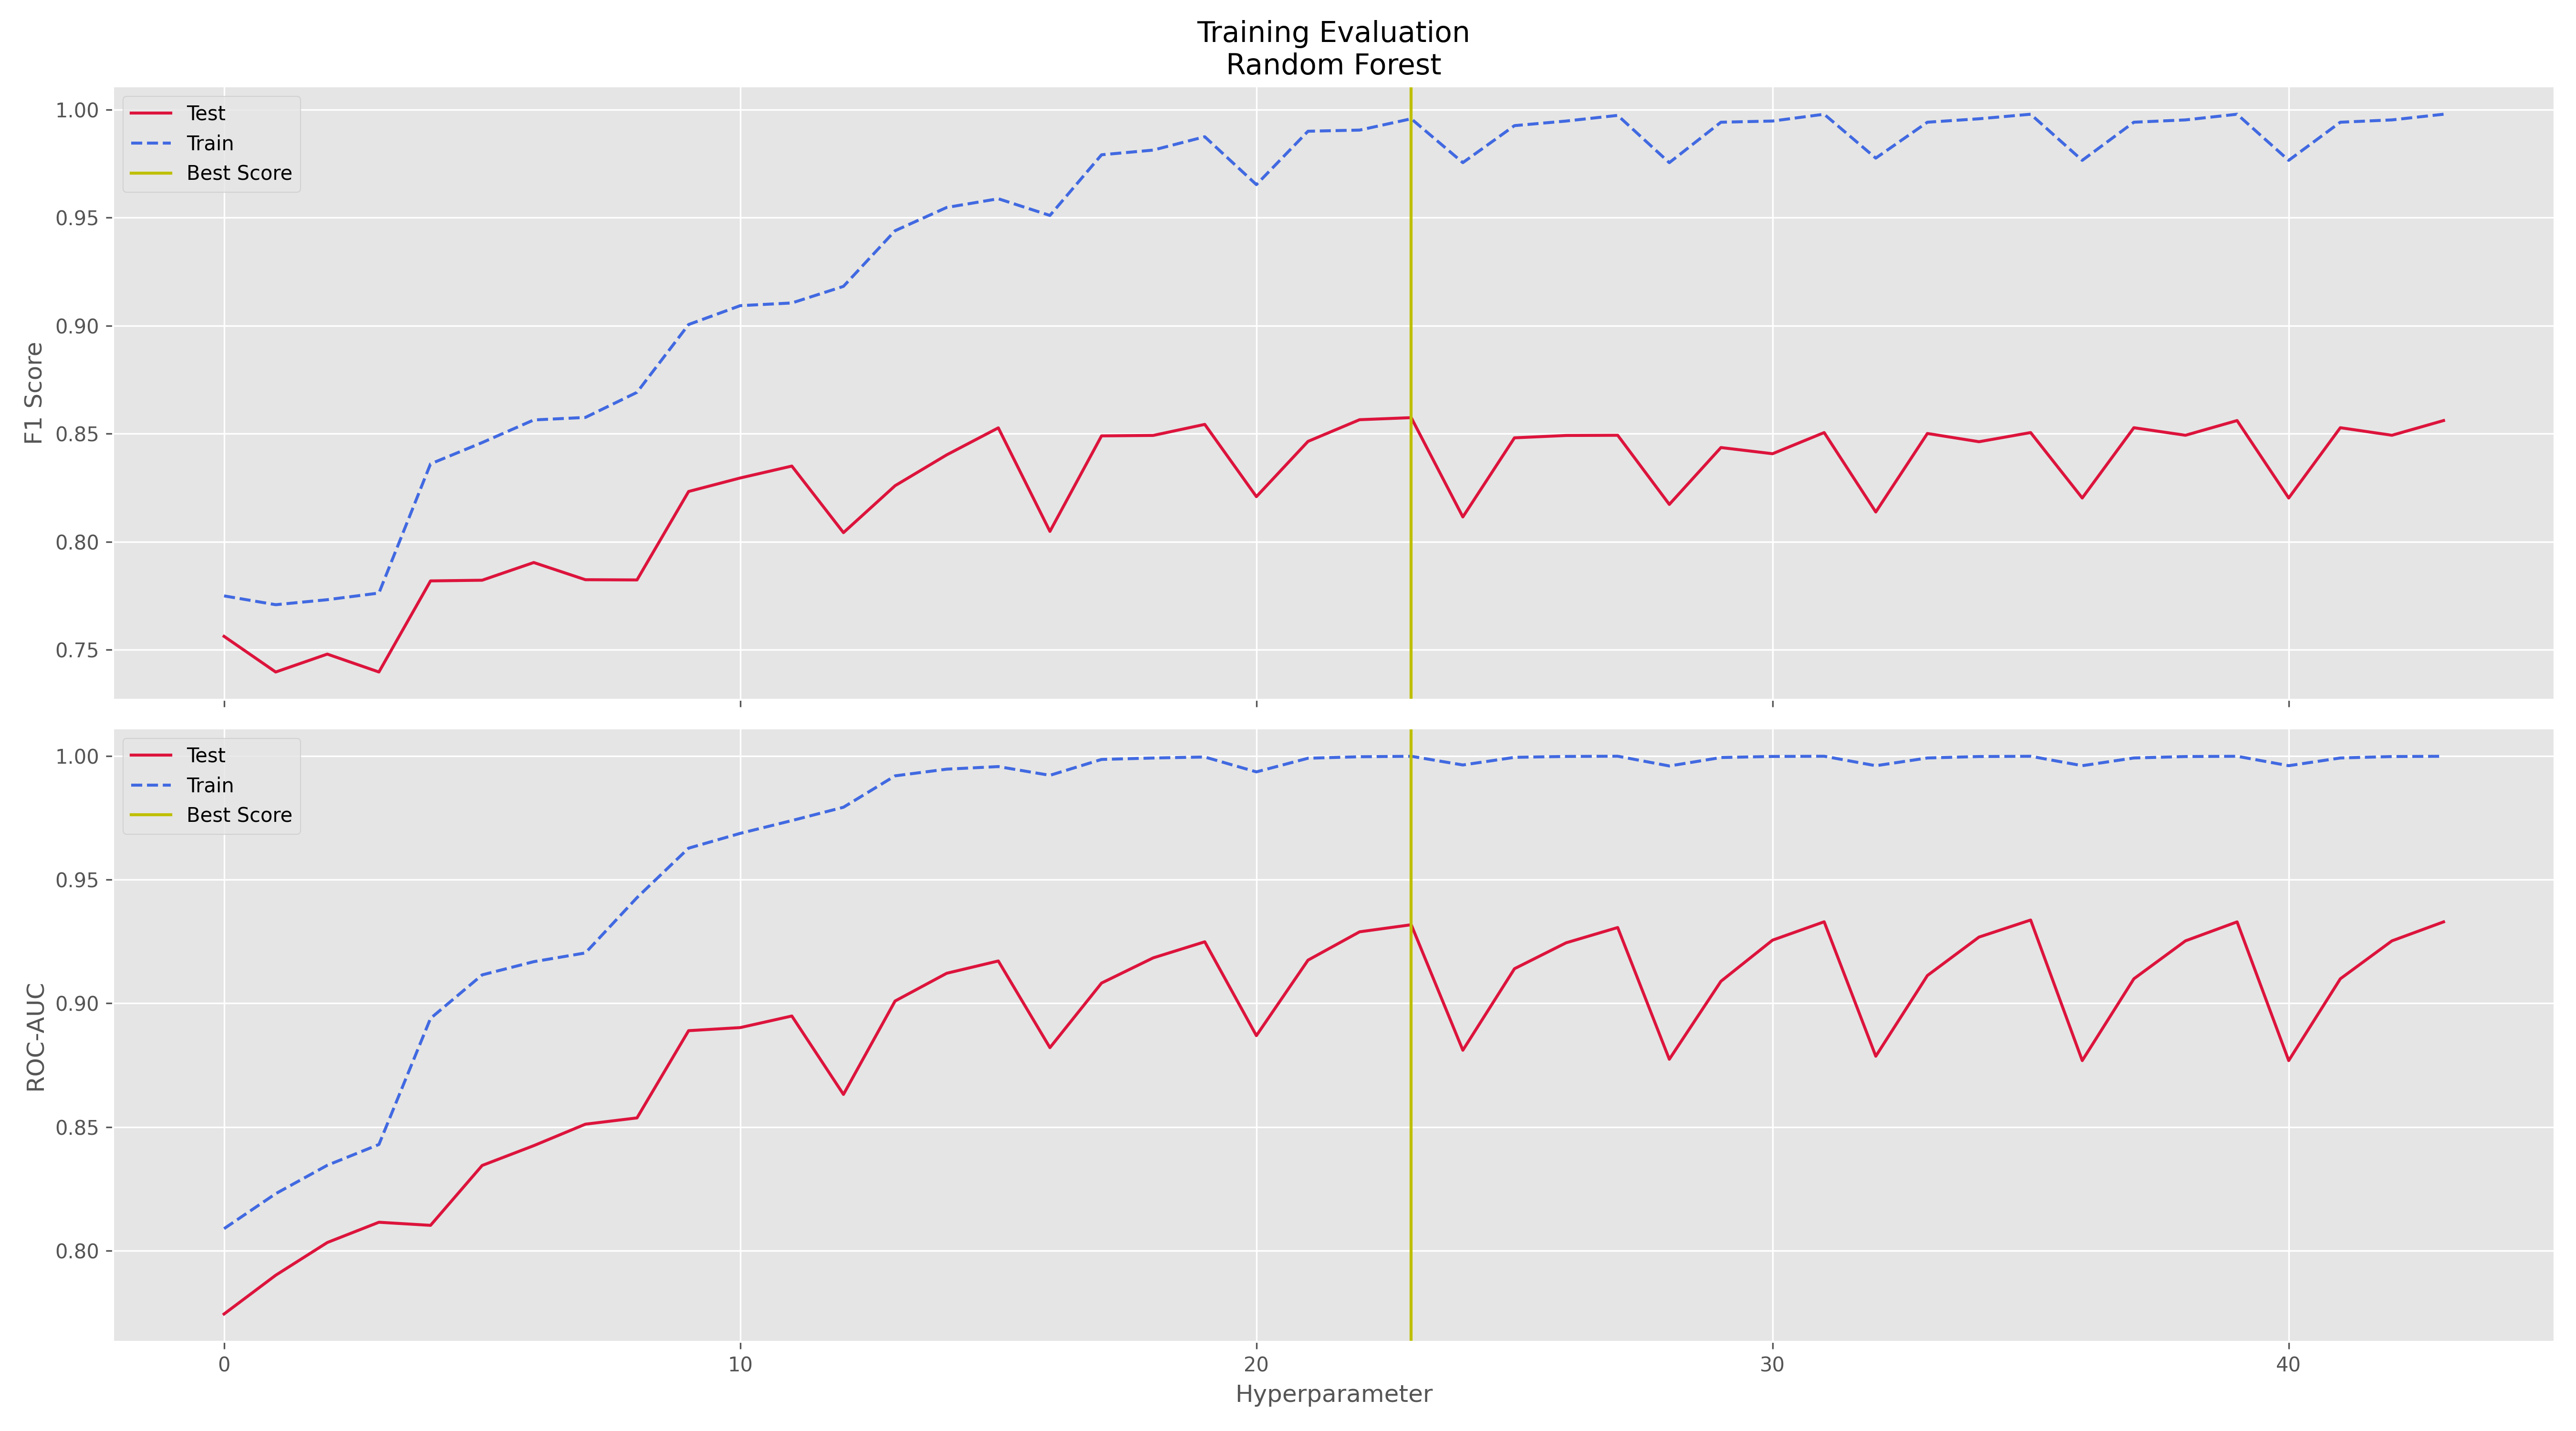 Training Evaluation
Random Forest
Test
Train
Best Score
1.00
0.95
0.90
0.85
0.80
0.75
F1 Score
Test
Train
Best Score
1.00
0.95
0.90
0.85
0.80
ROC-AUC
0 10 20 30 40
Hyperparameter